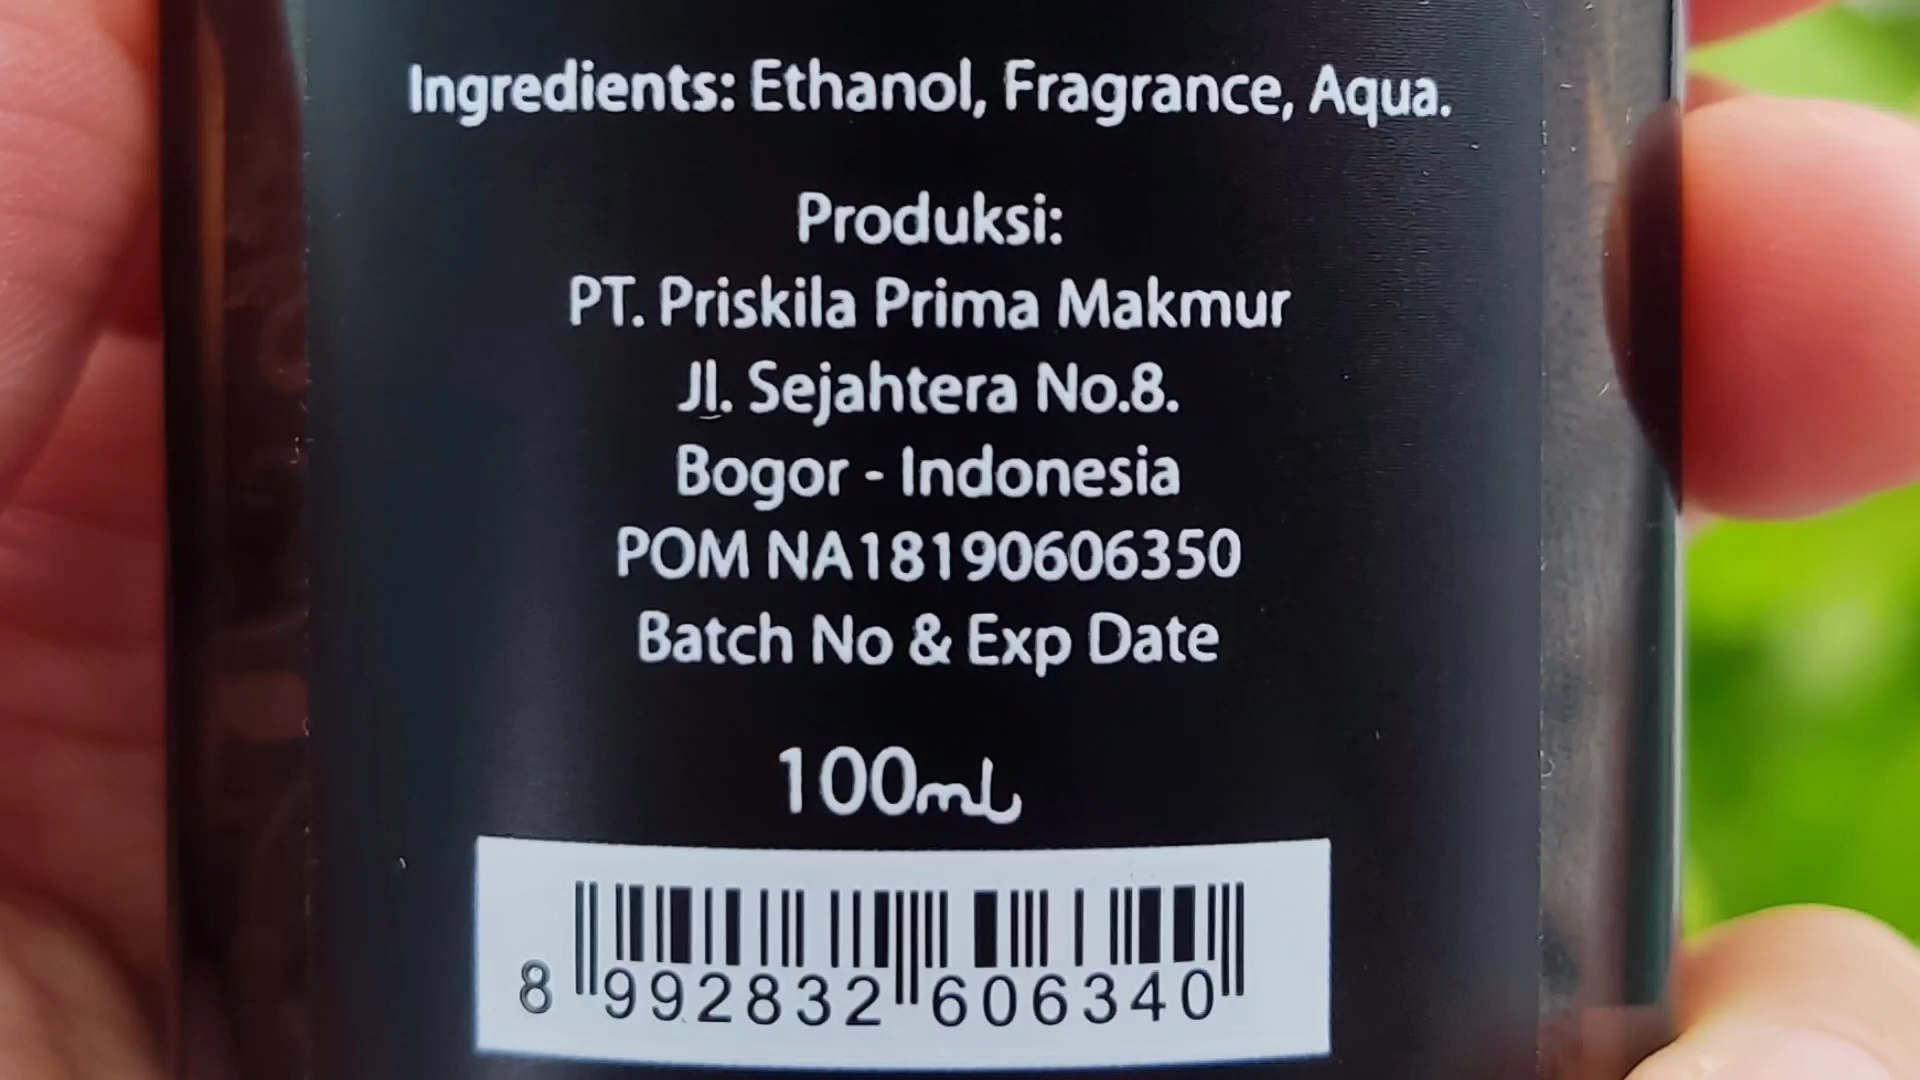 Ingredients: Ethanol, Fragrance, Aqua.
Produksi:
PT. Priskila Prima Makmur
Jl. Sejahtera No.8.
Bogor - Indonesia
POM NA18190606350
Batch No & Exp Date
100mL
8 992832 606340